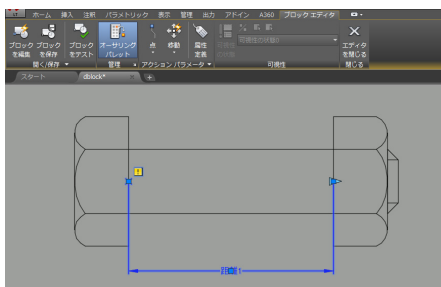 ホーム 挿入 注釈 パラメトリック 表示 管理 出力 アドイン A360 ブロック エディタ
ブロック ブロック ブロック オーサリング 点 移動 属性 エディタ
を編集 を保存 をテスト パレット 定義 を閉じる
開く/保存 管理 アクション パラメータ 可視性 閉じる
スタート dblock*
距離1